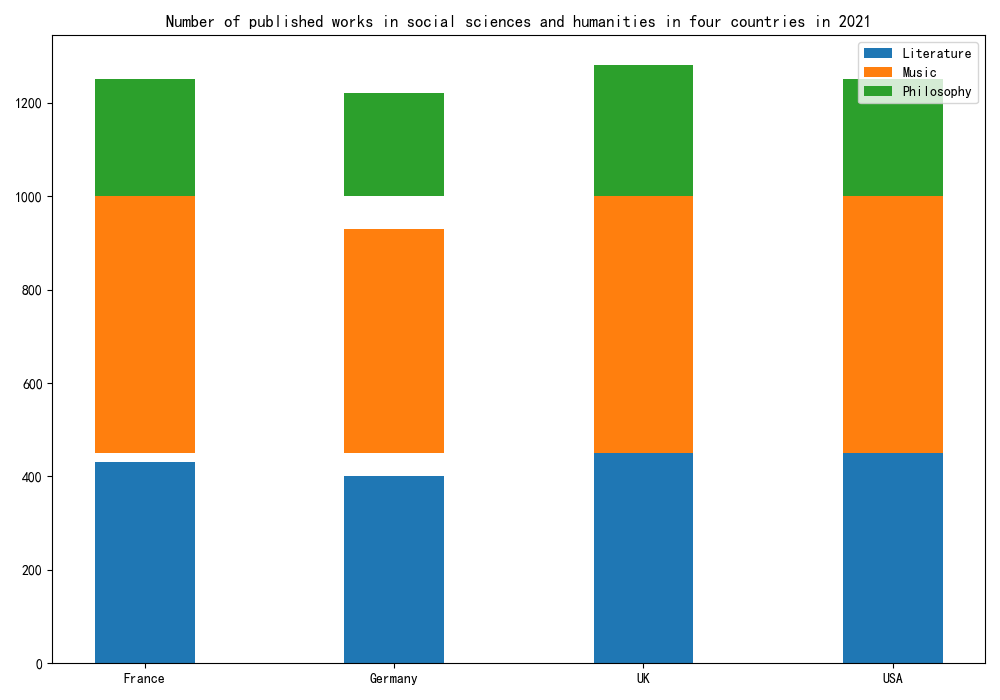 Number of published works in social sciences and humanities in four countries in 2021
Literature
Music
Philosophy
1200
1000
800
600
400
200
0
France Germany UK USA